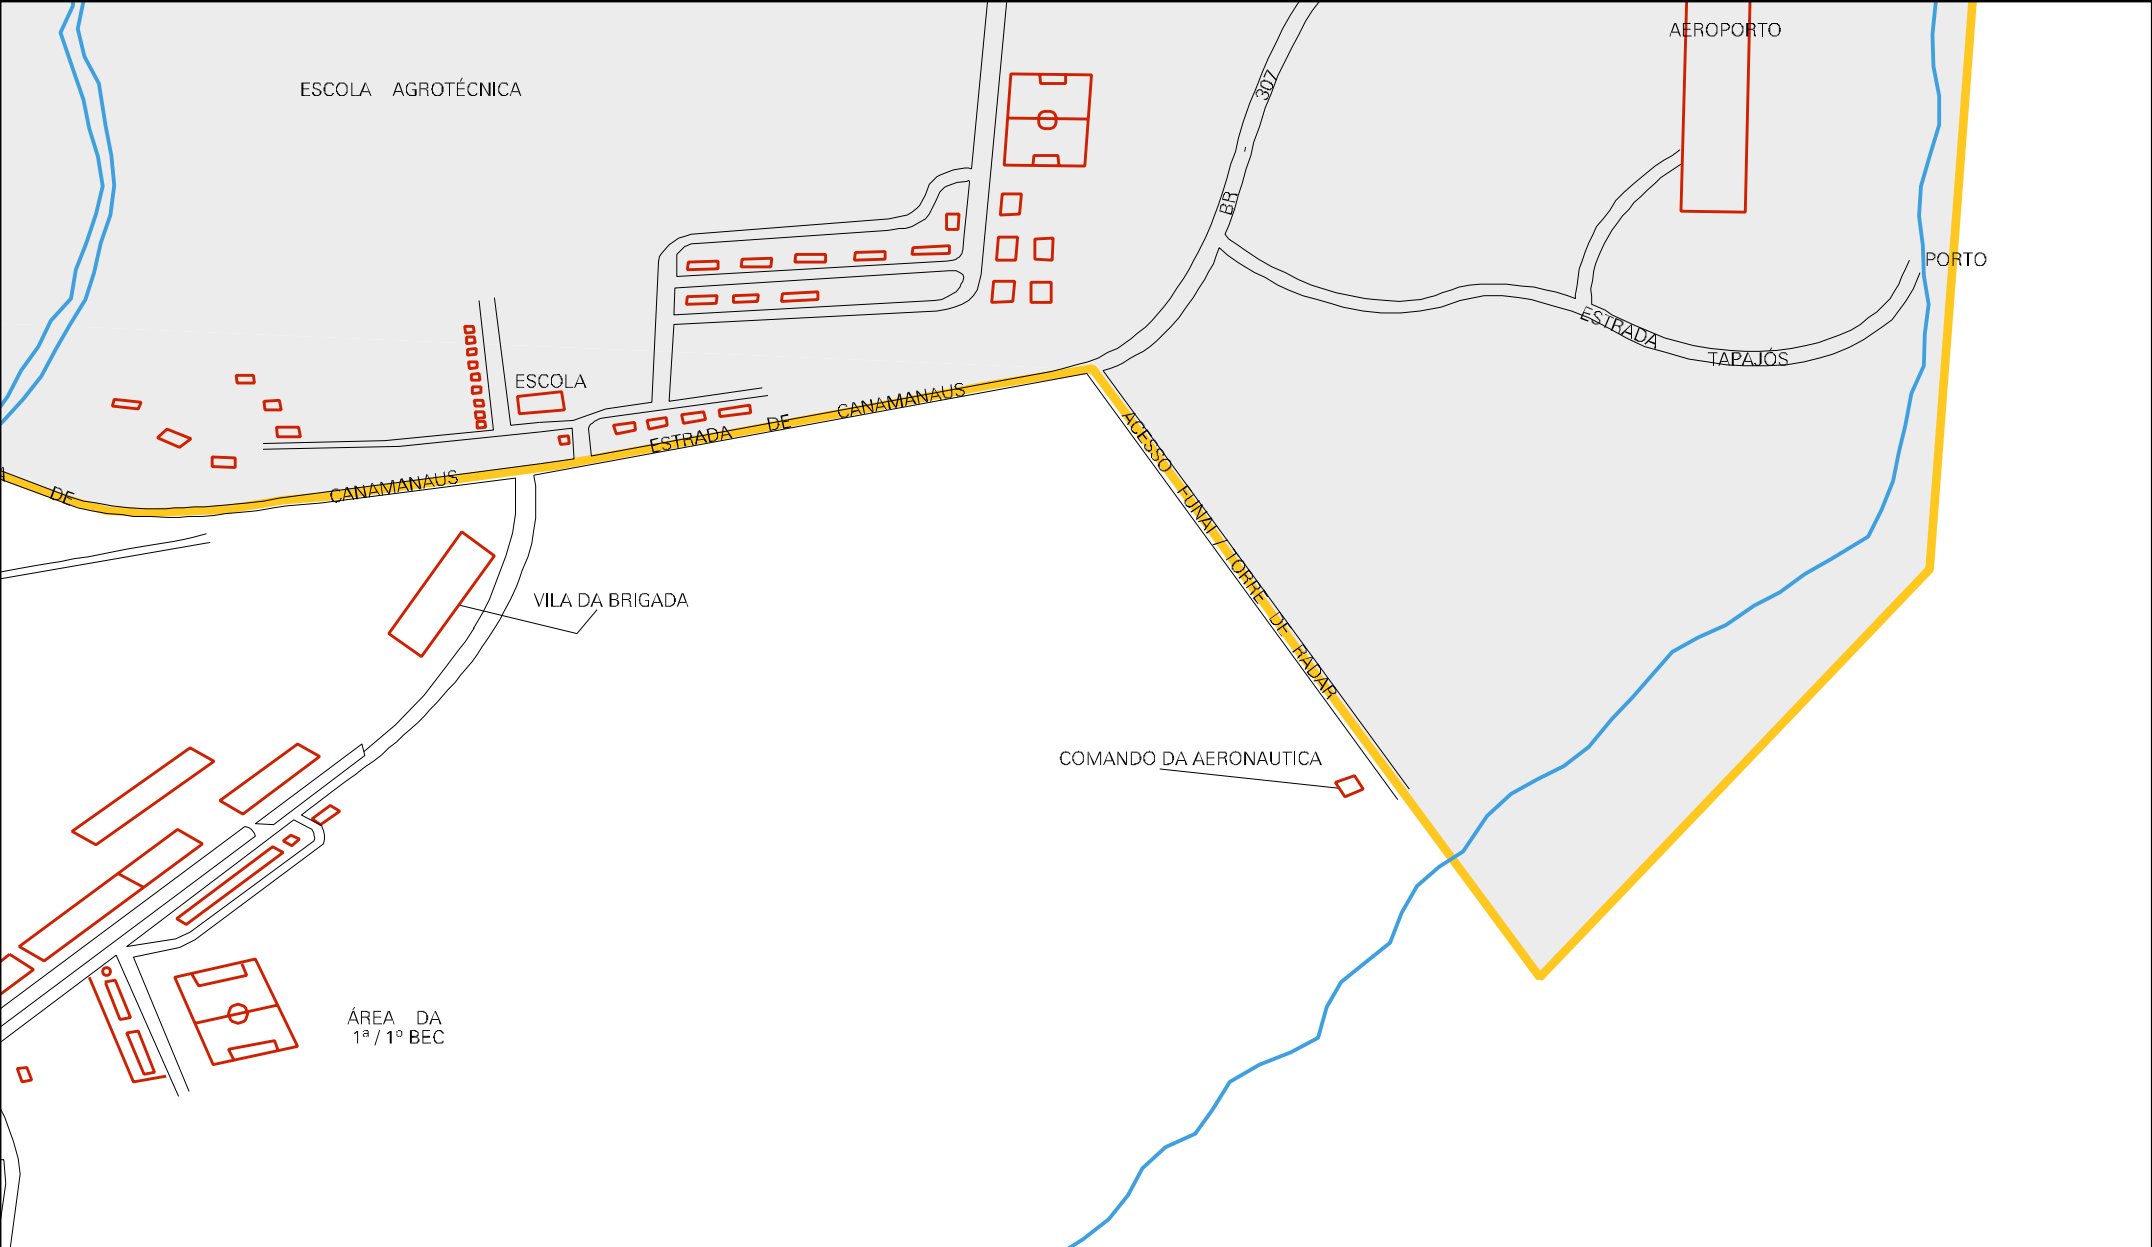 AEROPORTO
ESCOLA AGROTÉCNICA
BR - 307
PORTO
ESTRADA TAPAJÓS
ESCOLA
ESTRADA DE CANAMANAUS
DE CANAMANAUS
ACESSO FUNAI / TORRE DE RADAR
VILA DA BRIGADA
COMANDO DA AERONAUTICA
ÁREA DA
1ª / 1º BEC